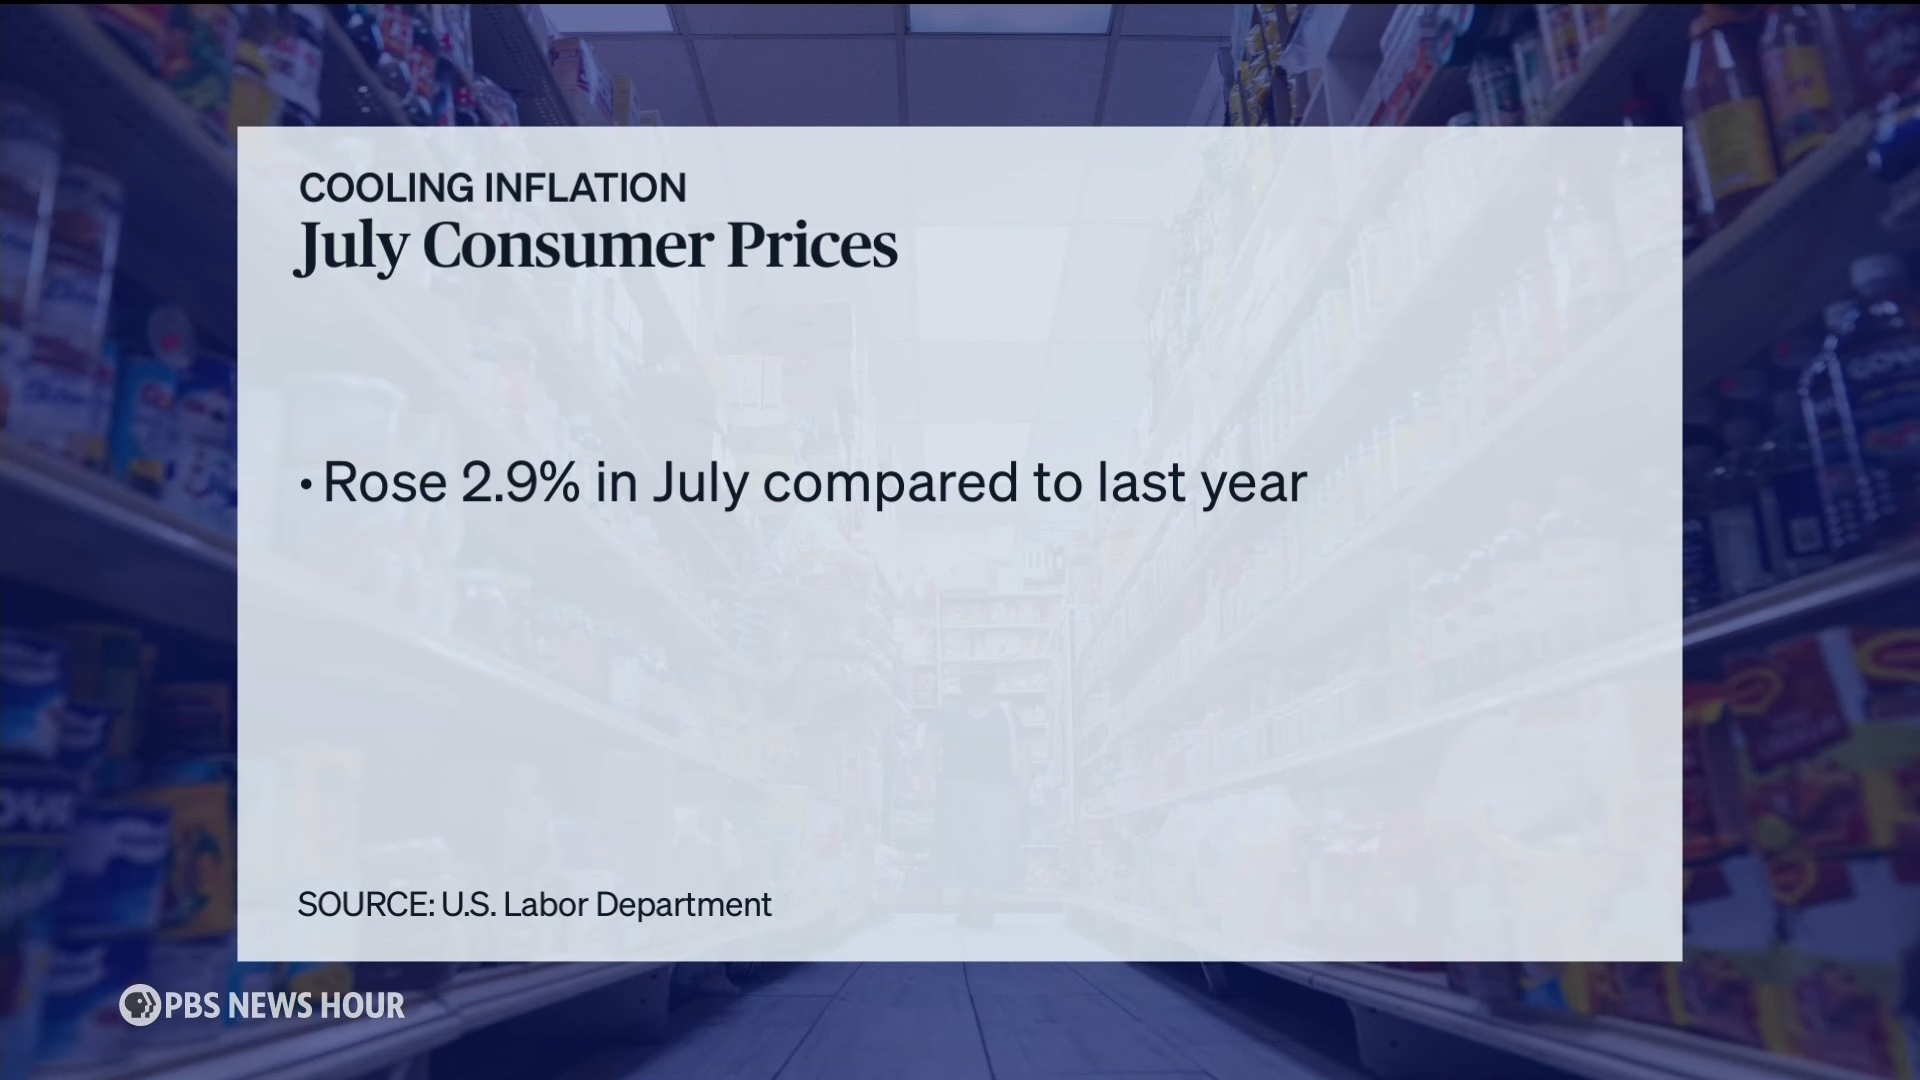 COOLING INFLATION
July Consumer Prices
• Rose 2.9% in July compared to last year
SOURCE: U.S. Labor Department
PBS NEWS HOUR